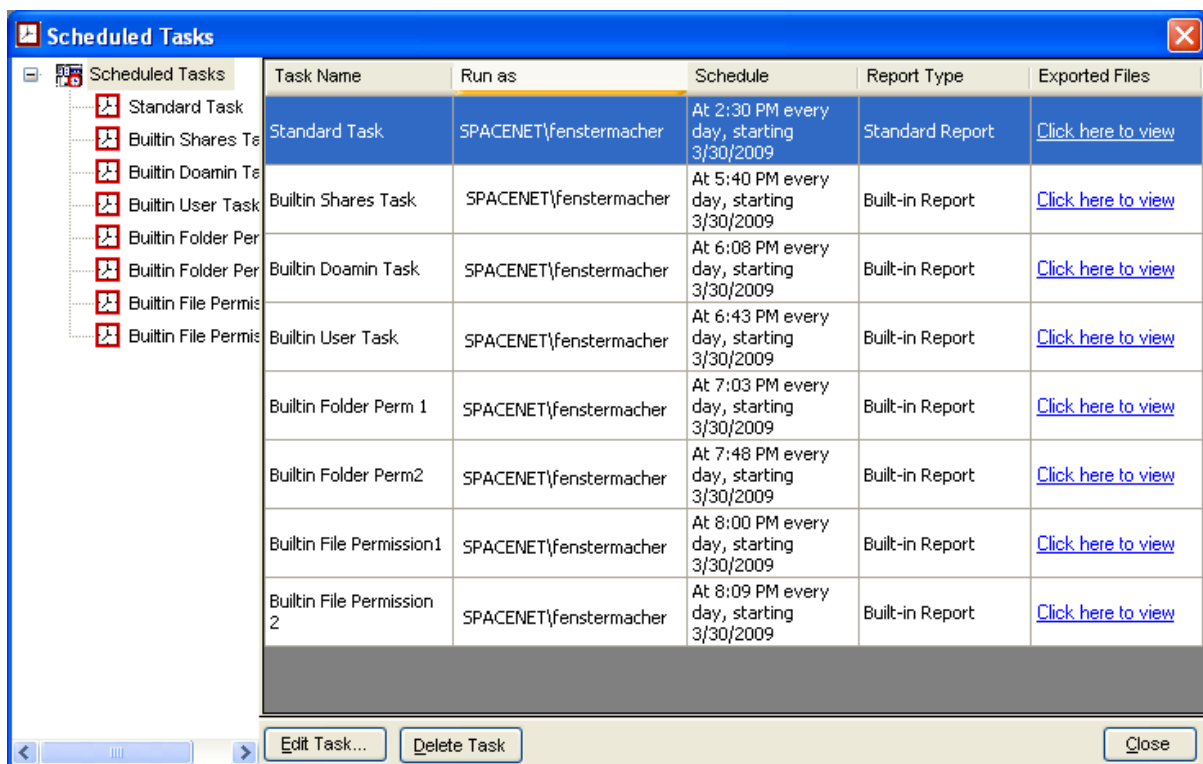 Scheduled Tasks
Scheduled Tasks
Standard Task
Builtin Shares Ta
Builtin Doamin Ta
Builtin User Task
Builtin Folder Per
Builtin Folder Per
Builtin File Permis
Builtin File Permis
Task Name Run as Schedule Report Type Exported Files
Standard Task SPACENET\fenstermacher At 2:30 PM every
day, starting
3/30/2009 Standard Report Click here to view
Builtin Shares Task SPACENET\fenstermacher At 5:40 PM every
day, starting
3/30/2009 Built-in Report Click here to view
Builtin Doamin Task SPACENET\fenstermacher At 6:08 PM every
day, starting
3/30/2009 Built-in Report Click here to view
Builtin User Task SPACENET\fenstermacher At 6:43 PM every
day, starting
3/30/2009 Built-in Report Click here to view
Builtin Folder Perm 1 SPACENET\fenstermacher At 7:03 PM every
day, starting
3/30/2009 Built-in Report Click here to view
Builtin Folder Perm2 SPACENET\fenstermacher At 7:48 PM every
day, starting
3/30/2009 Built-in Report Click here to view
Builtin File Permission1 SPACENET\fenstermacher At 8:00 PM every
day, starting
3/30/2009 Built-in Report Click here to view
Builtin File Permission
2 SPACENET\fenstermacher At 8:09 PM every
day, starting
3/30/2009 Built-in Report Click here to view
Edit Task... Delete Task Close